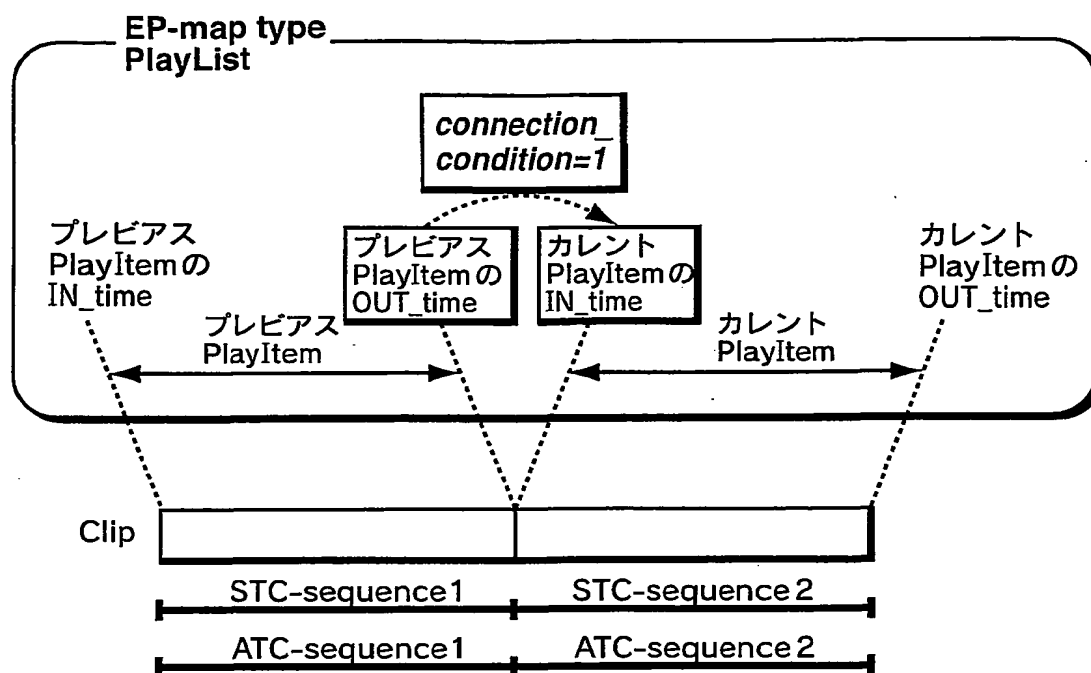 EP-map type
PlayList
connection_
condition=1
プレビアス
PlayItemの
IN_time
プレビアス
PlayItemの
OUT_time
カレント
PlayItemの
IN_time
カレント
PlayItemの
OUT_time
プレビアス
PlayItem
カレント
PlayItem
Clip
STC-sequence1
STC-sequence2
ATC-sequence1
ATC-sequence2